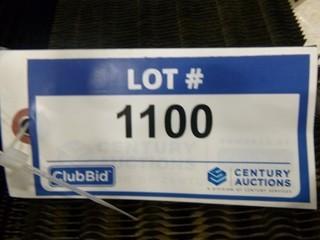 LOT #
1100
ClubBid
CENTURY
AUCTIONS
A DIVISION OF CENTURY SERVICES